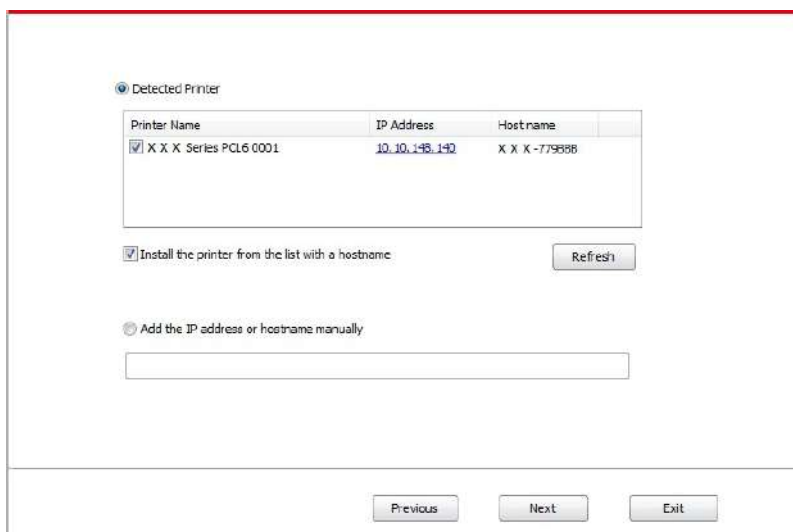 Detected Printer
Printer Name IP Address Host name
X X X Series PCL6 0001 10. 10. 148. 140 X X X -779BBB
Install the printer from the list with a hostname
Refresh
Add the IP address or hostname manually
Previous Next Exit